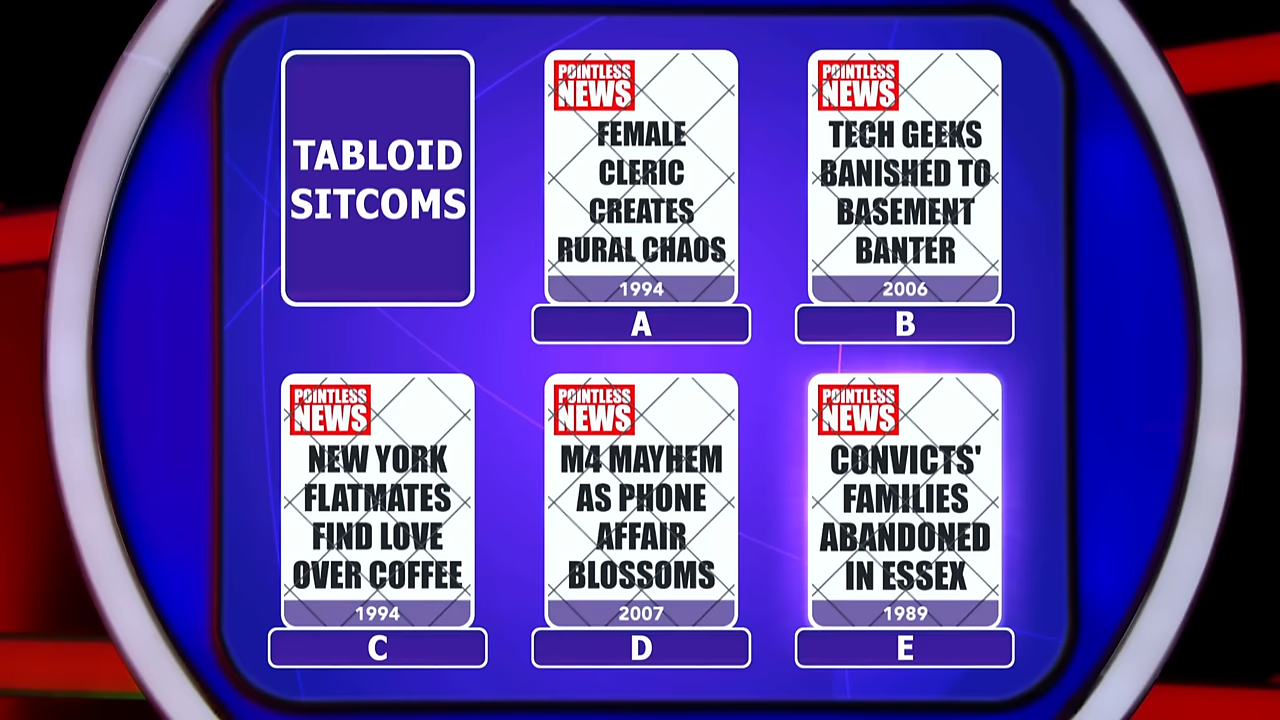 TABLOID
SITCOMS
POINTLESS
NEWS
FEMALE
CLERIC
CREATES
RURAL CHAOS
1994
A
POINTLESS
NEWS
TECH GEEKS
BANISHED TO
BASEMENT
BANTER
2006
B
POINTLESS
NEWS
NEW YORK
FLATMATES
FIND LOVE
OVER COFFEE
1994
C
POINTLESS
NEWS
M4 MAYHEM
AS PHONE
AFFAIR
BLOSSOMS
2007
D
POINTLESS
NEWS
CONVICTS'
FAMILIES
ABANDONED
IN ESSEX
1989
E